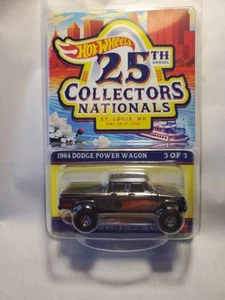 Hot Wheels
25TH
ANNUAL
COLLECTORS
NATIONALS
ST. LOUIS, MO
1964 DODGE POWER WAGON
3 OF 3